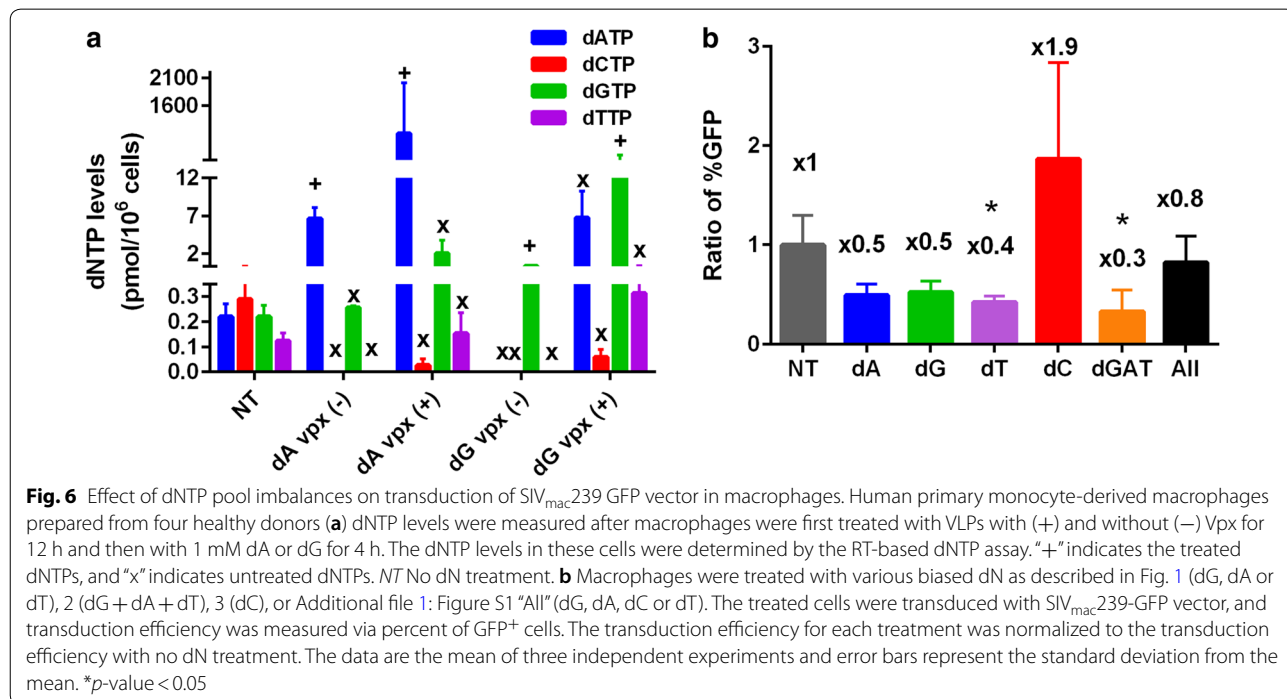 a
dATP
dCTP
dGTP
dTTP
dNTP levels
(pmol/10⁶ cells)
2100
1600
12
7
2
0.3
0.2
0.1
0.0
+
x
x
+
x
x
x
xx
+
x
x
x
+
x
NT
dA vpx (-)
dA vpx (+)
dG vpx (-)
dG vpx (+)
b
Ratio of %GFP
3
2
1
0
x1
x0.5
x0.5
*
x0.4
x1.9
*
x0.3
x0.8
NT
dA
dG
dT
dC
dGAT
All
Fig. 6 Effect of dNTP pool imbalances on transduction of SIVmac239 GFP vector in macrophages. Human primary monocyte-derived macrophages
prepared from four healthy donors (a) dNTP levels were measured after macrophages were first treated with VLPs with (+) and without (−) Vpx for
12 h and then with 1 mM dA or dG for 4 h. The dNTP levels in these cells were determined by the RT-based dNTP assay. “+” indicates the treated
dNTPs, and “x” indicates untreated dNTPs. NT No dN treatment. b Macrophages were treated with various biased dN as described in Fig. 1 (dG, dA or
dT), 2 (dG + dA + dT), 3 (dC), or Additional file 1: Figure S1 “All” (dG, dA, dC or dT). The treated cells were transduced with SIVmac239-GFP vector, and
transduction efficiency was measured via percent of GFP⁺ cells. The transduction efficiency for each treatment was normalized to the transduction
efficiency with no dN treatment. The data are the mean of three independent experiments and error bars represent the standard deviation from the
mean. *p-value < 0.05